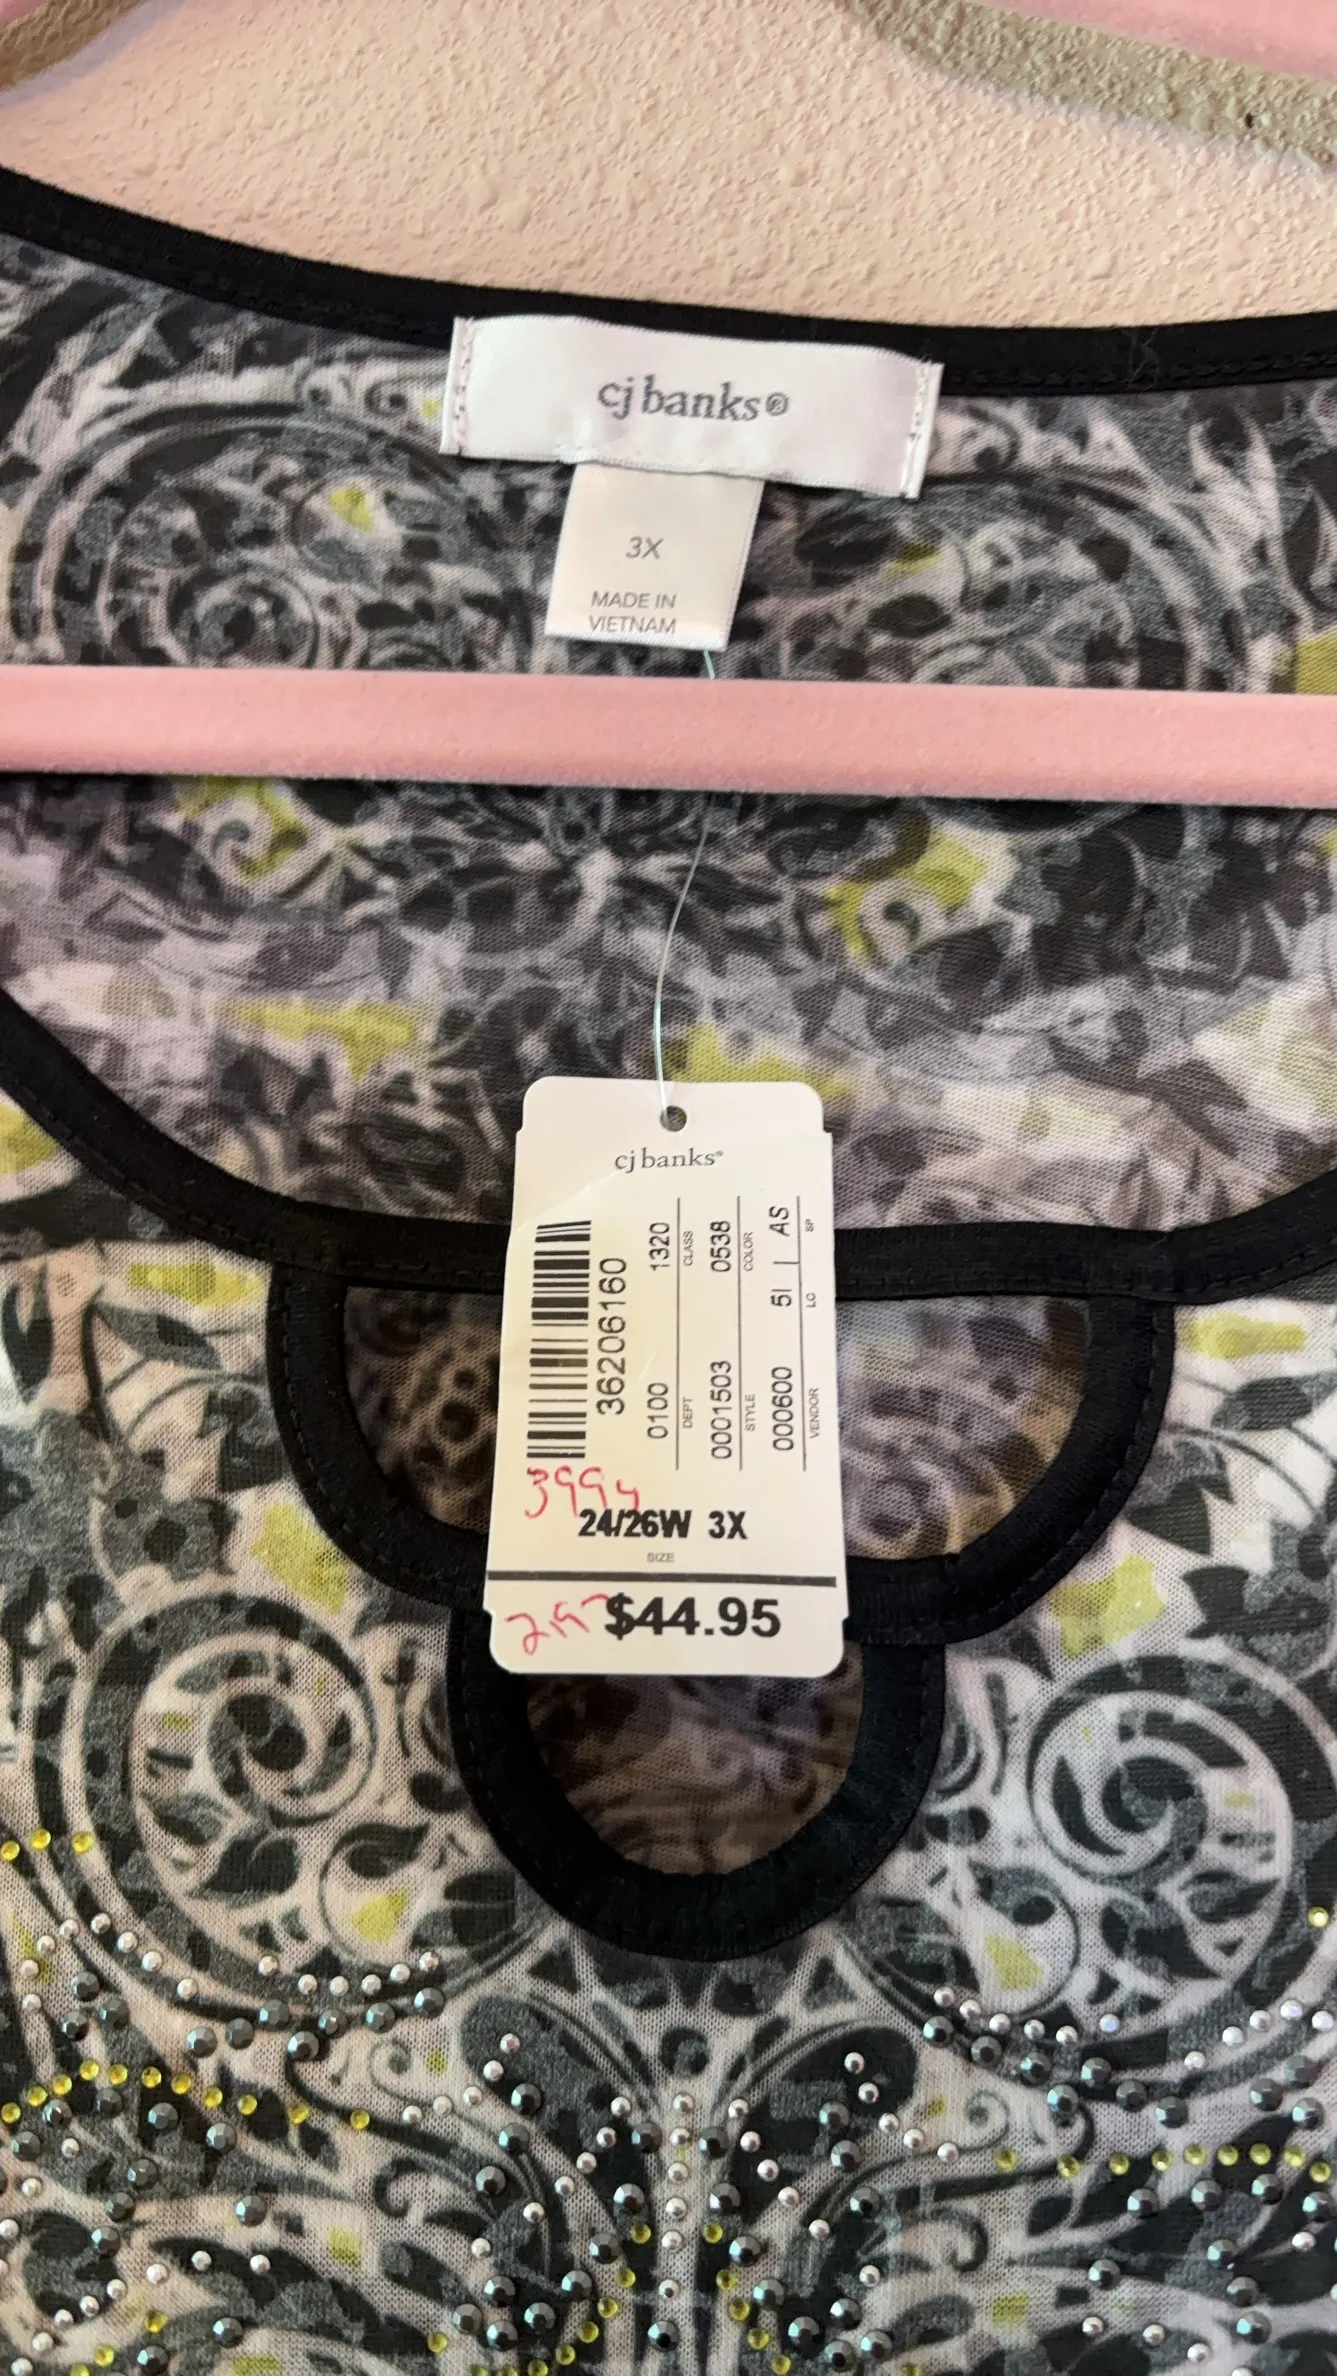 cj banks®
3X
MADE IN
VIETNAM
cj banks®
36206160
0100 1320
DEPT CLASS
0001503 0538
STYLE COLOR
000600 5I L AS
VENDOR LC SP
24/26W 3X
SIZE
$44.95